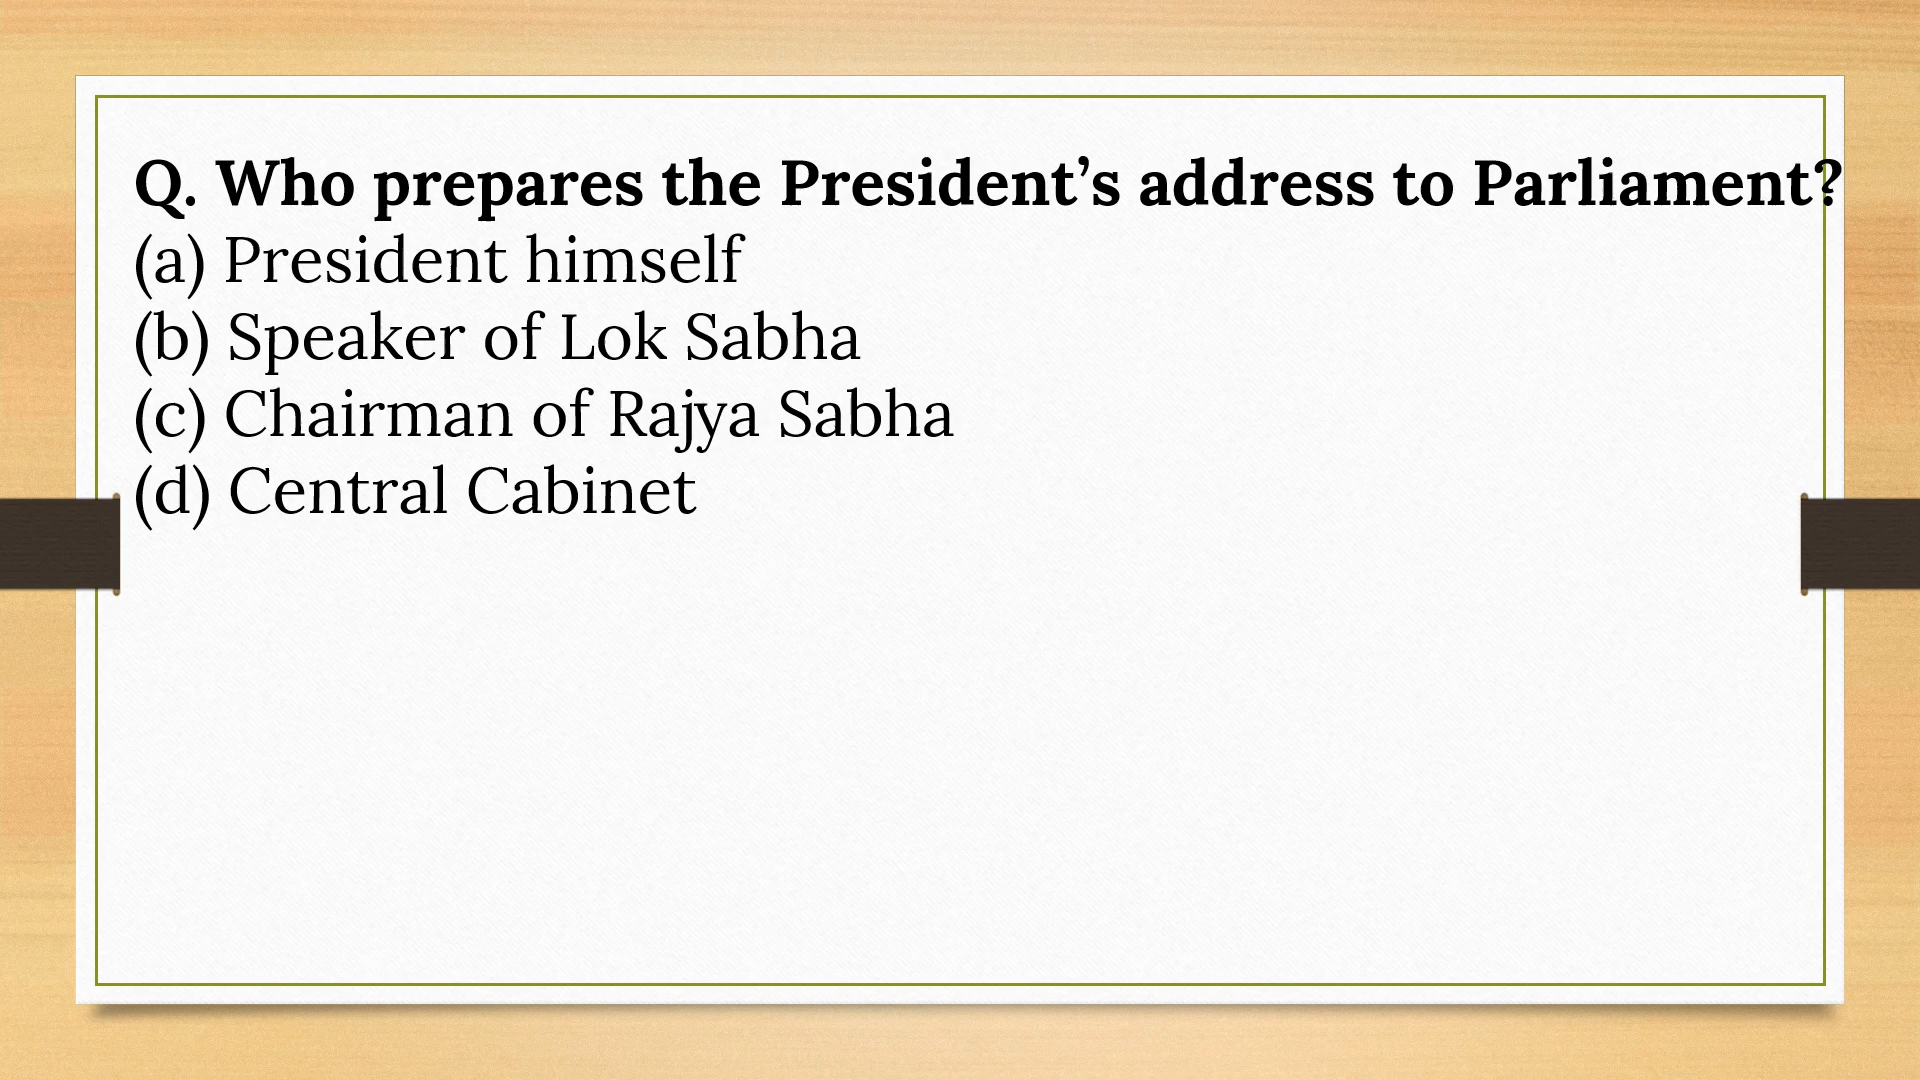 Q. Who prepares the President’s address to Parliament?
(a) President himself
(b) Speaker of Lok Sabha
(c) Chairman of Rajya Sabha
(d) Central Cabinet